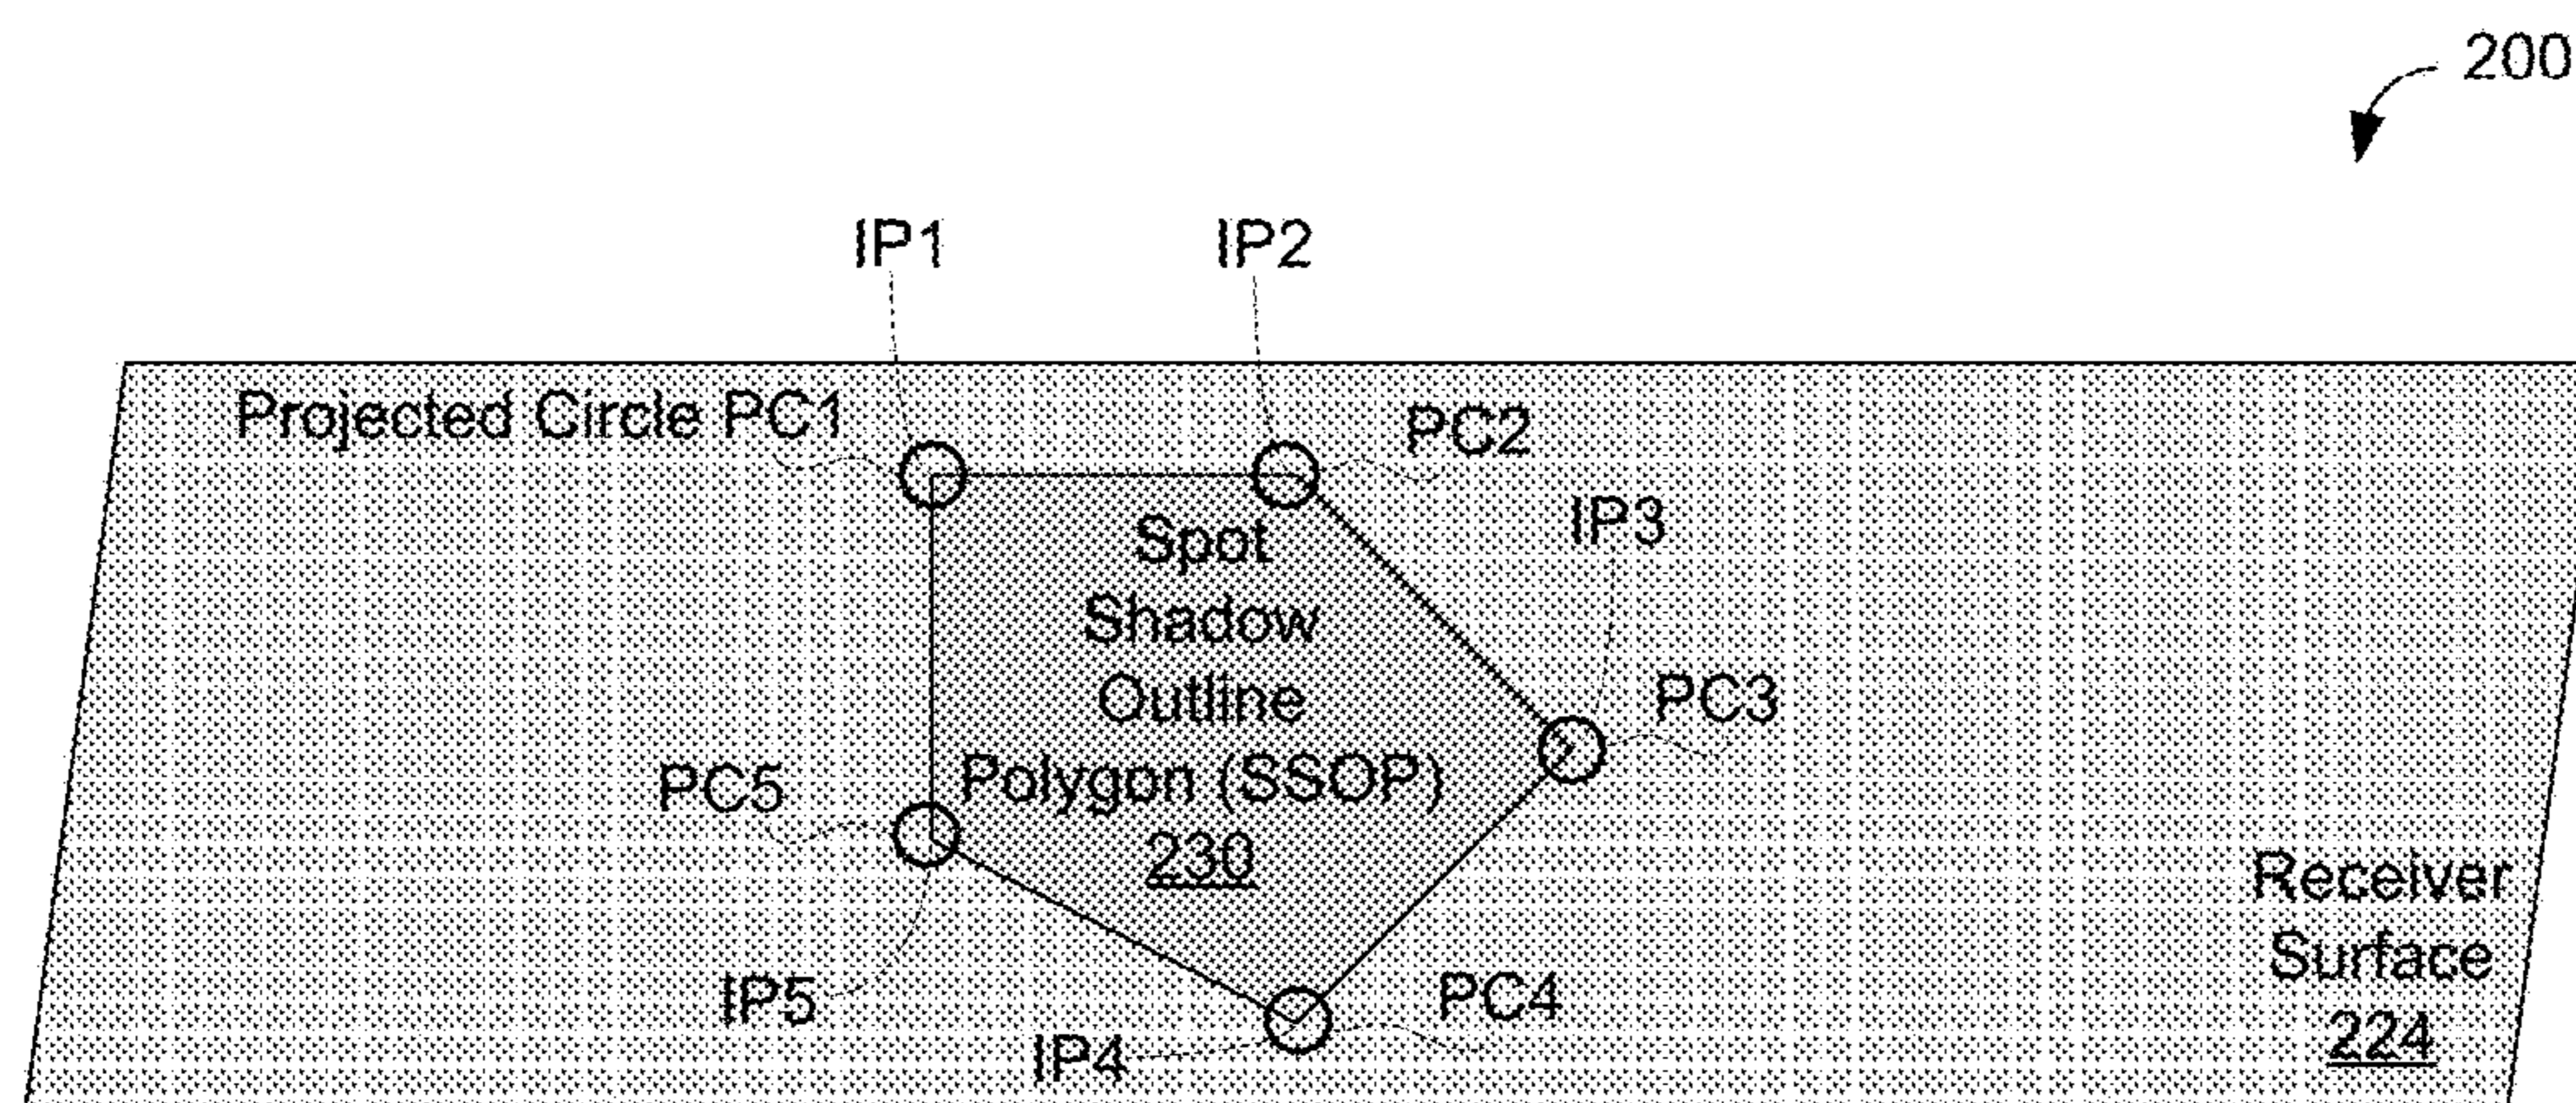 200
IP1
IP2
Projected Circle PC1
PC2
IP3
Spot
Shadow
Outline
Polygon (SSOP)
230
PC3
PC5
Receiver
Surface
224
IP5
PC4
IP4